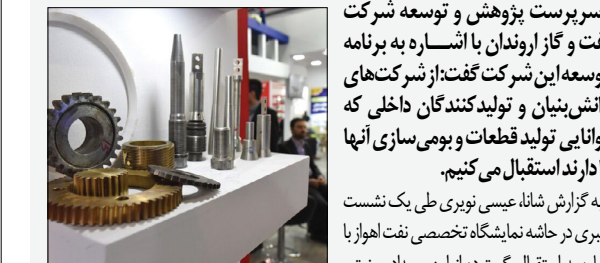 سرپرست پژوهش و توسعه شرکت
نفت و گاز اروندان با اشــاره به برنامه
توسعه این شرکت گفت: از شرکت‌های
دانش‌بنیان و تولیدکنندگان داخلی که
توانایی تولید قطعات و بومی‌سازی آنها
را دارند استقبال می‌کنیم.
به گزارش شانا، عیسی نویری طی یک نشست
خبری در حاشیه نمایشگاه تخصصی نفت اهواز با